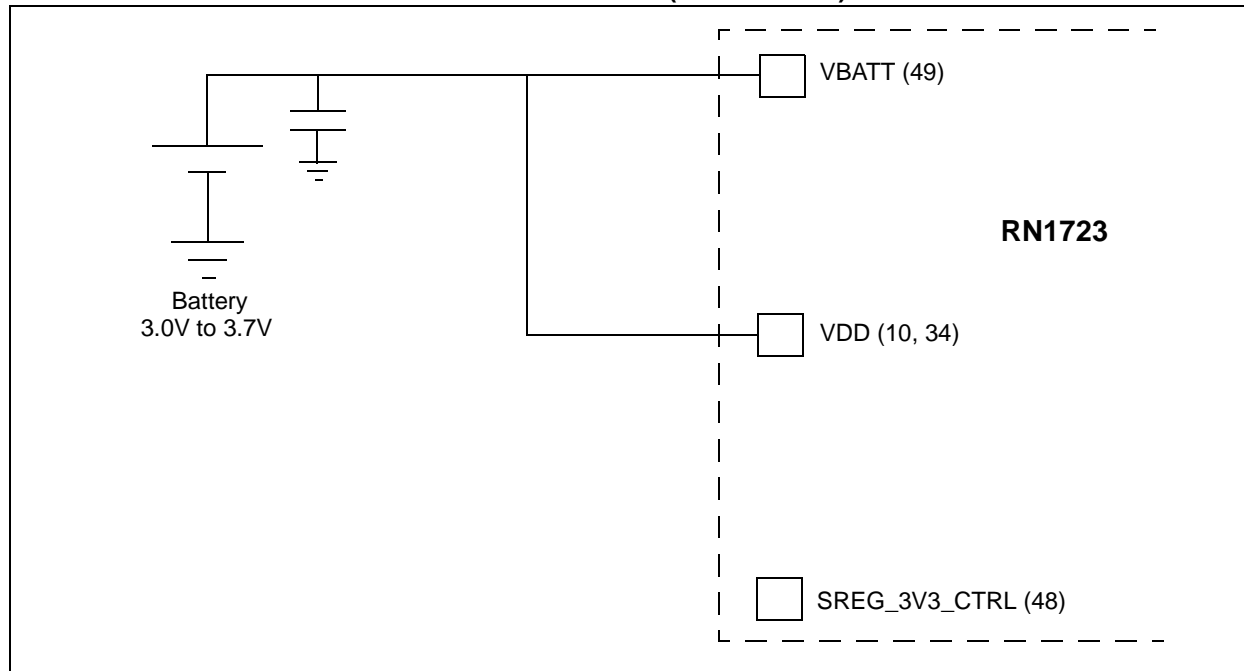 VBATT (49)
RN1723
Battery
3.0V to 3.7V
VDD (10, 34)
SREG_3V3_CTRL (48)